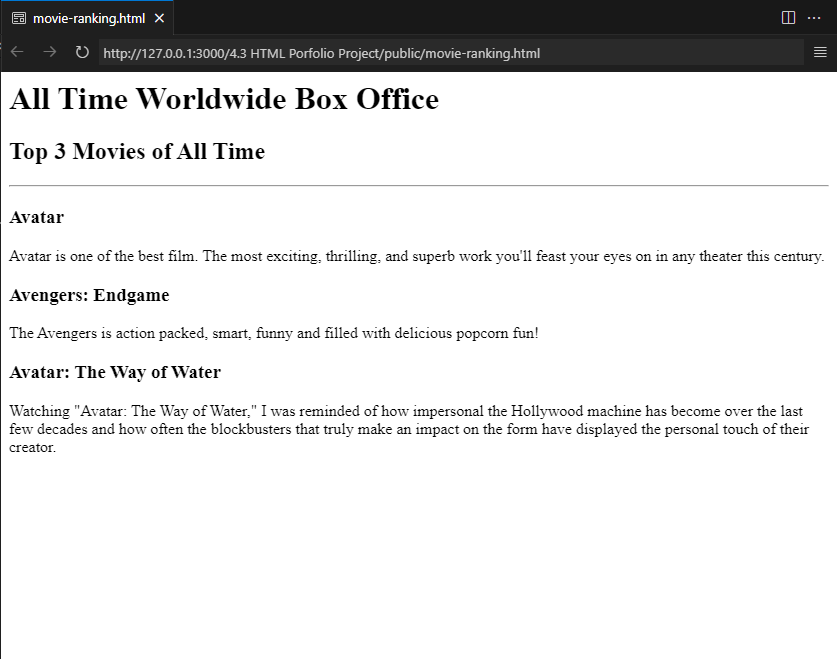 movie-ranking.html
http://127.0.0.1:3000/4.3 HTML Porfolio Project/public/movie-ranking.html
All Time Worldwide Box Office
Top 3 Movies of All Time
Avatar
Avatar is one of the best film. The most exciting, thrilling, and superb work you'll feast your eyes on in any theater this century.
Avengers: Endgame
The Avengers is action packed, smart, funny and filled with delicious popcorn fun!
Avatar: The Way of Water
Watching "Avatar: The Way of Water," I was reminded of how impersonal the Hollywood machine has become over the last
few decades and how often the blockbusters that truly make an impact on the form have displayed the personal touch of their
creator.